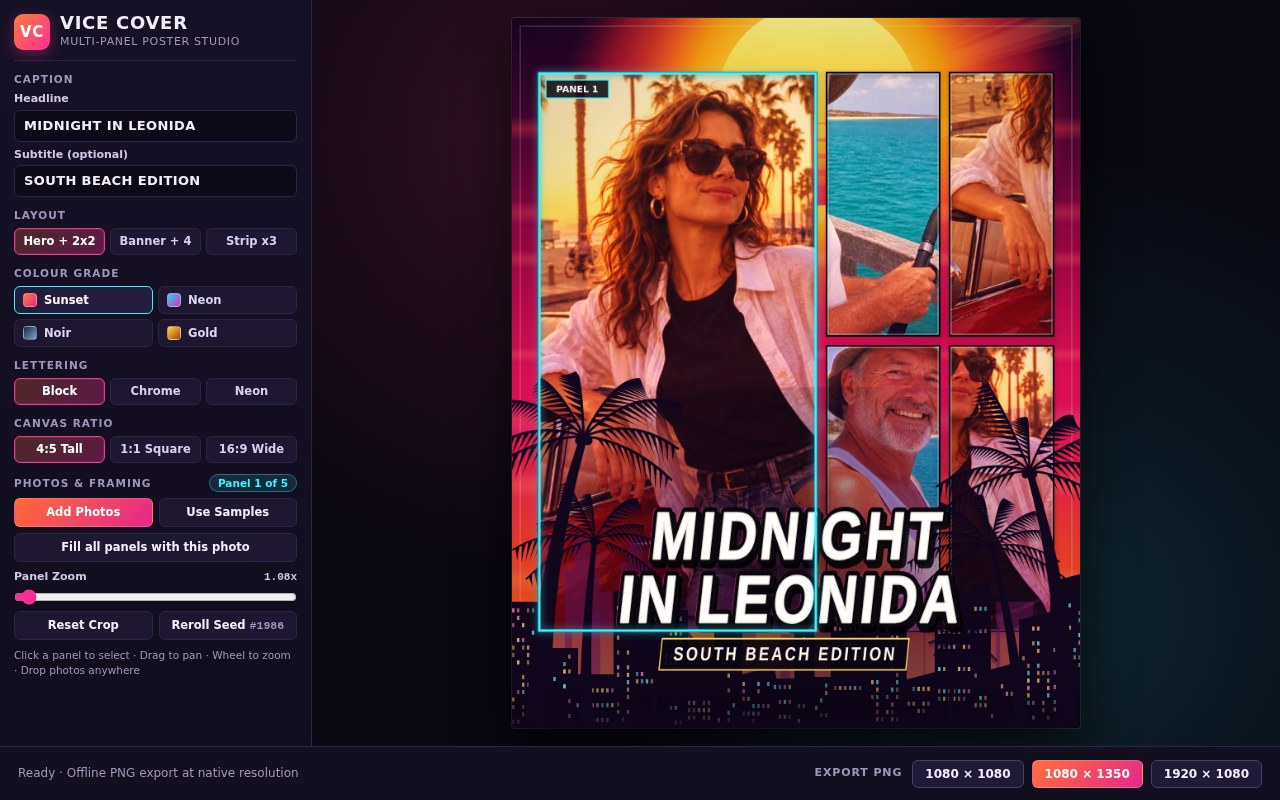 VC
VICE COVER
MULTI-PANEL POSTER STUDIO
CAPTION
Headline
MIDNIGHT IN LEONIDA
Subtitle (optional)
SOUTH BEACH EDITION
LAYOUT
Hero + 2x2
Banner + 4
Strip x3
COLOUR GRADE
Sunset
Neon
Noir
Gold
LETTERING
Block
Chrome
Neon
CANVAS RATIO
4:5 Tall
1:1 Square
16:9 Wide
PHOTOS & FRAMING
Panel 1 of 5
Add Photos
Use Samples
Fill all panels with this photo
Panel Zoom
1.08x
Reset Crop
Reroll Seed #1986
Click a panel to select · Drag to pan · Wheel to zoom
· Drop photos anywhere
PANEL 1
MIDNIGHT
IN LEONIDA
SOUTH BEACH EDITION
Ready · Offline PNG export at native resolution
EXPORT PNG
1080 × 1080
1080 × 1350
1920 × 1080